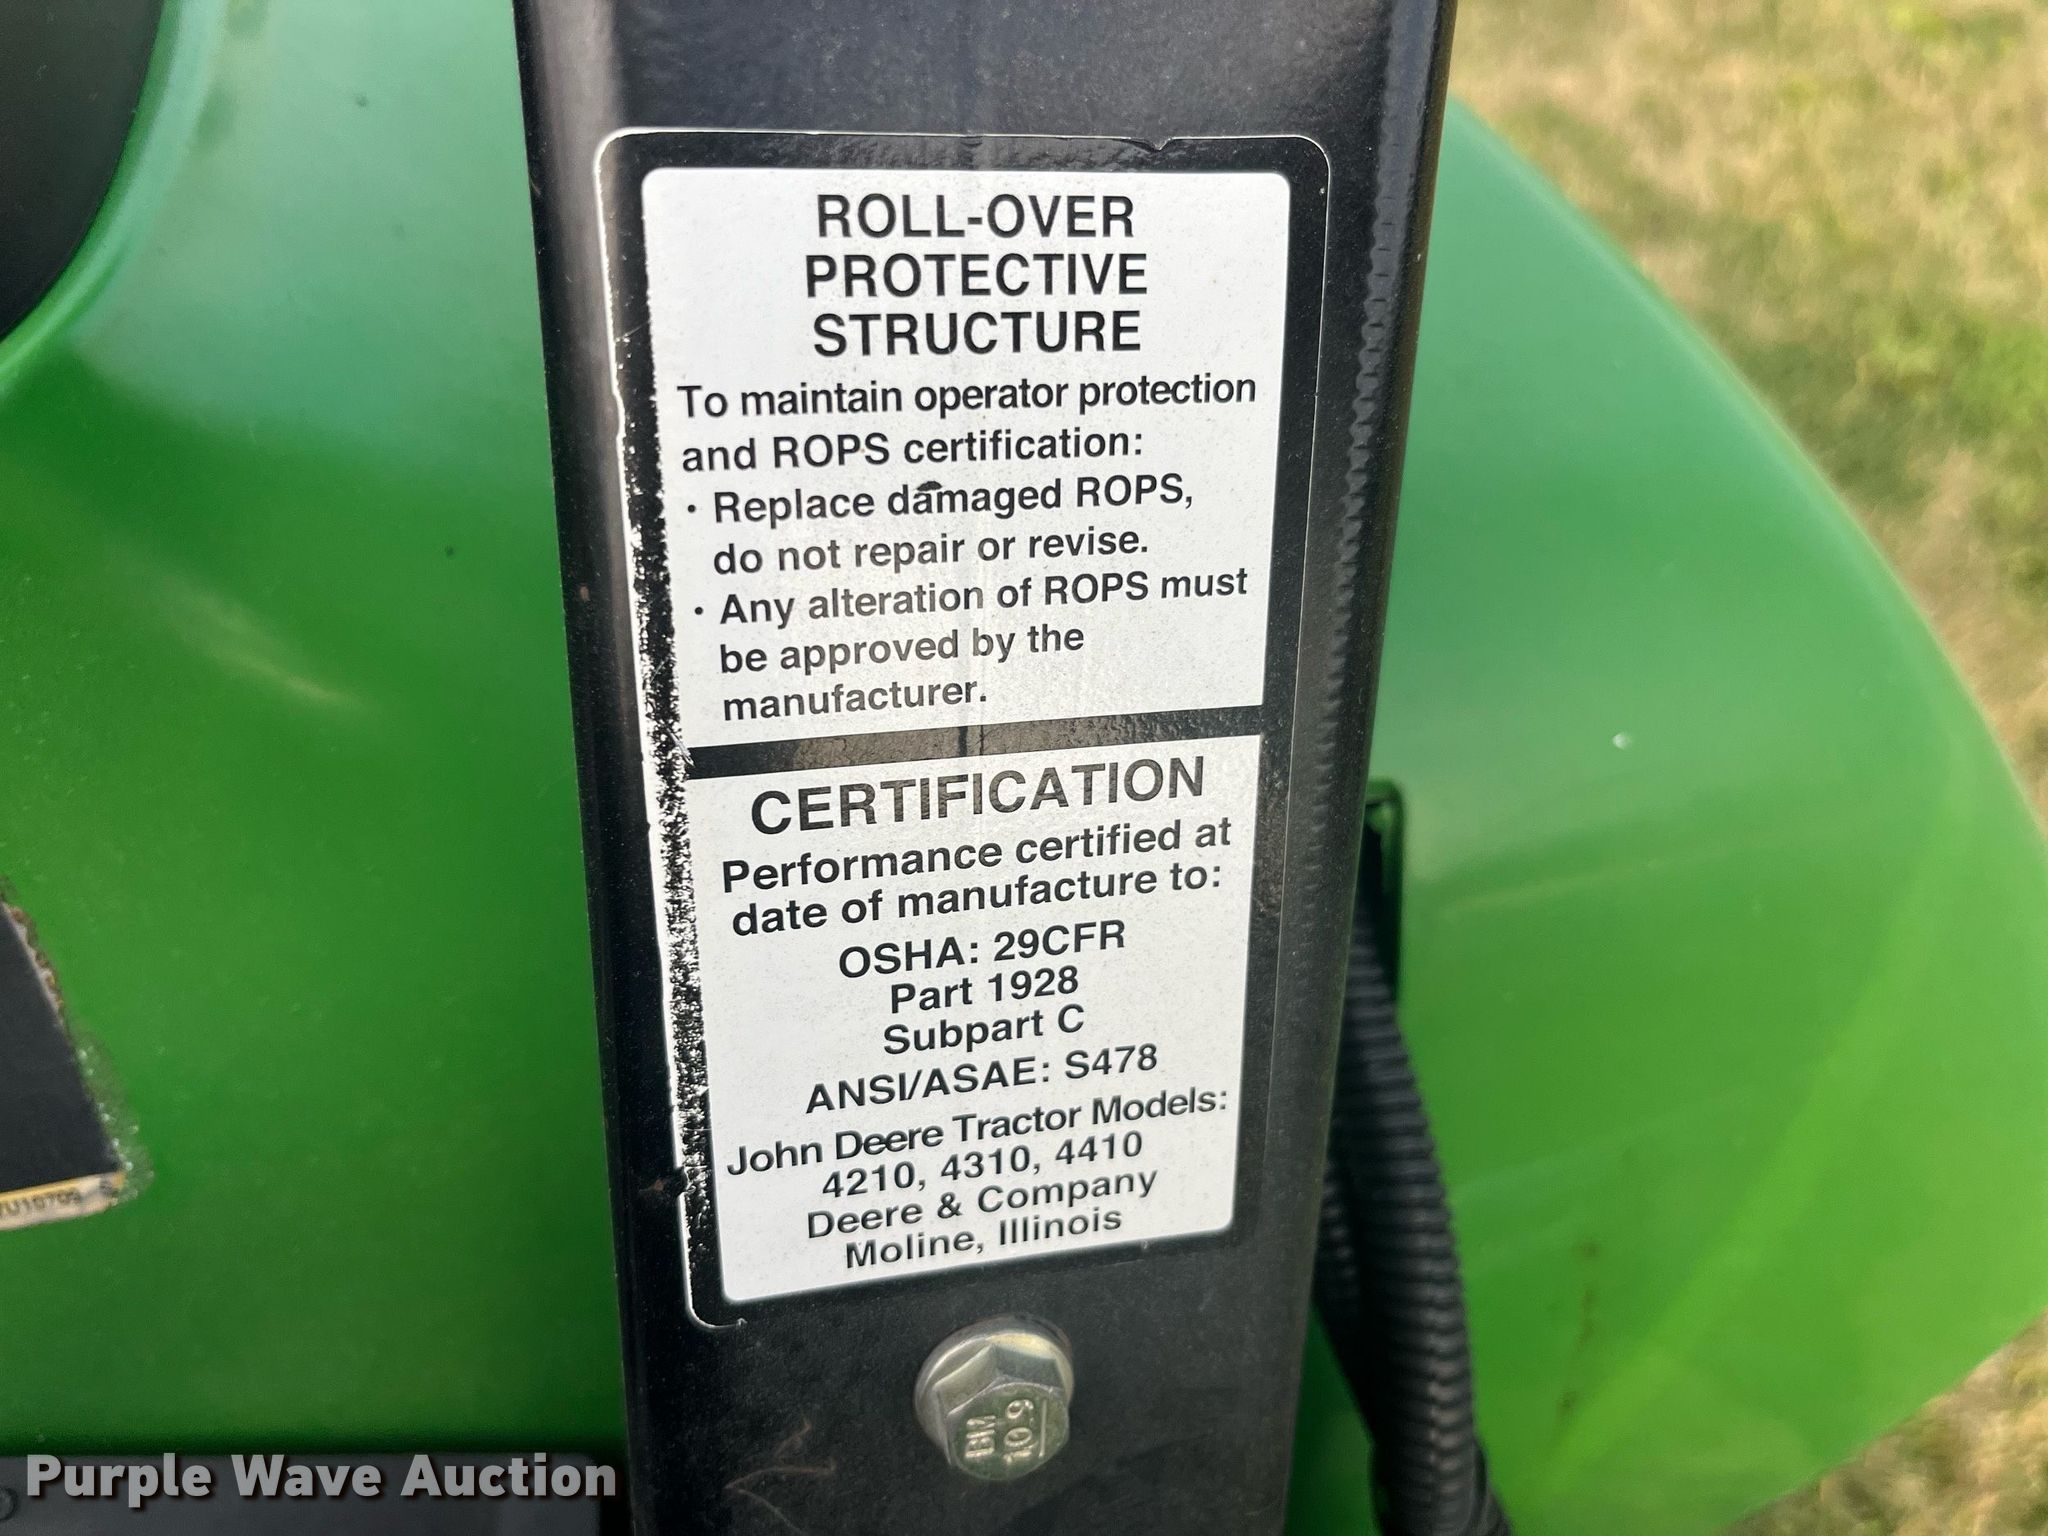 ROLL-OVER
PROTECTIVE
STRUCTURE
To maintain operator protection
and ROPS certification:
· Replace damaged ROPS,
do not repair or revise.
· Any alteration of ROPS must
be approved by the
manufacturer.
CERTIFICATION
Performance certified at
date of manufacture to:
OSHA: 29CFR
Part 1928
Subpart C
ANSI/ASAE: S478
John Deere Tractor Models:
4210, 4310, 4410
Deere & Company
Moline, Illinois
10.9
Purple Wave Auction